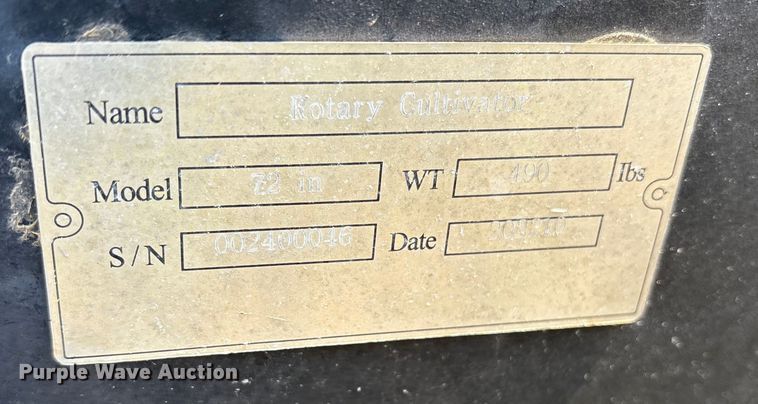 Name Rotary Cultivator
Model 72 in WT 490 lbs
S/N 002400046 Date
Purple Wave Auction